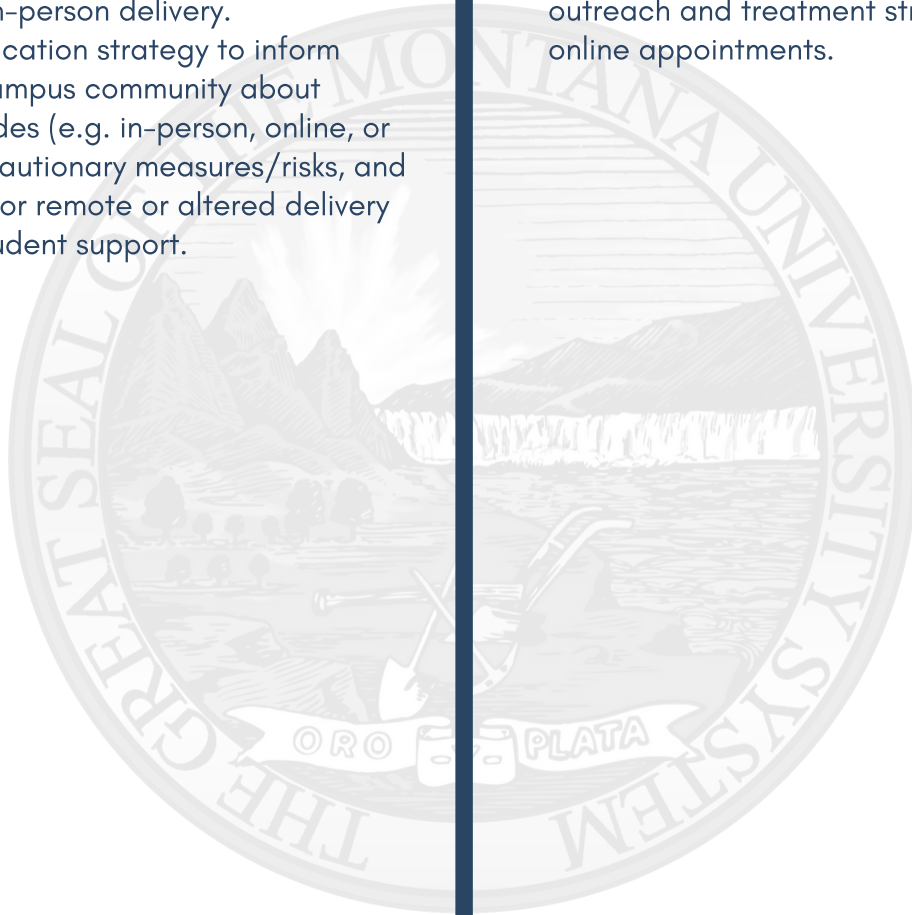 n-person delivery.
cation strategy to inform
mpus community about
des (e.g. in-person, online, or
autionary measures/risks, and
or remote or altered delivery
udent support.
outreach and treatment str
online appointments.
THE GREAT SEAL OF THE MONTANA UNIVERSITY SYSTEM
ORO Y PLATA